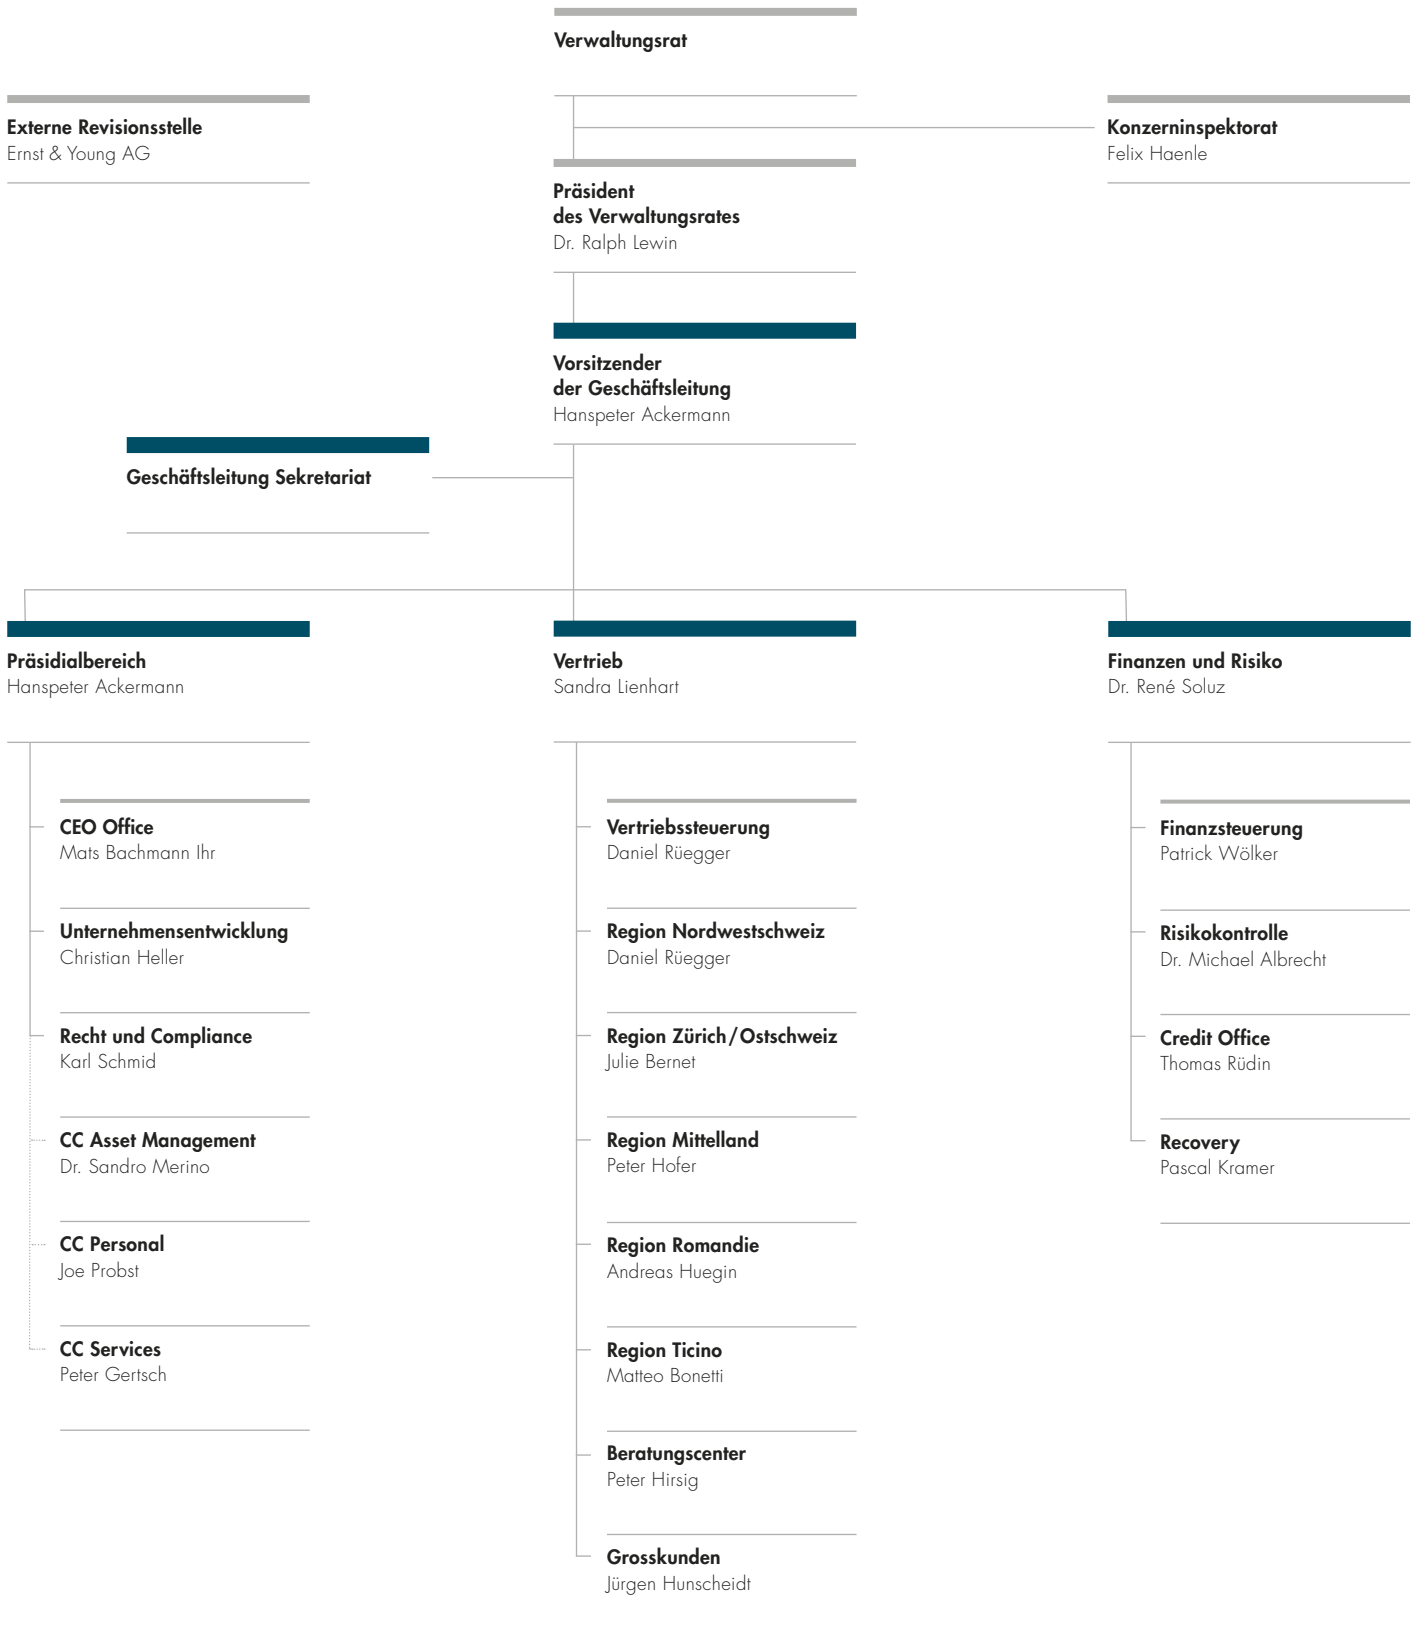 Verwaltungsrat
Externe Revisionsstelle
Ernst & Young AG
Konzerninspektorat
Felix Haenle
Präsident
des Verwaltungsrates
Dr. Ralph Lewin
Vorsitzender
der Geschäftsleitung
Hanspeter Ackermann
Geschäftsleitung Sekretariat
Präsidialbereich
Hanspeter Ackermann
CEO Office
Mats Bachmann Ihr
Unternehmensentwicklung
Christian Heller
Recht und Compliance
Karl Schmid
CC Asset Management
Dr. Sandro Merino
CC Personal
Joe Probst
CC Services
Peter Gertsch
Vertrieb
Sandra Lienhart
Vertriebssteuerung
Daniel Rüegger
Region Nordwestschweiz
Daniel Rüegger
Region Zürich/Ostschweiz
Julie Bernet
Region Mittelland
Peter Hofer
Region Romandie
Andreas Huegin
Region Ticino
Matteo Bonetti
Beratungscenter
Peter Hirsig
Grosskunden
Jürgen Hunscheidt
Finanzen und Risiko
Dr. René Soluz
Finanzsteuerung
Patrick Wölker
Risikokontrolle
Dr. Michael Albrecht
Credit Office
Thomas Rüdin
Recovery
Pascal Kramer